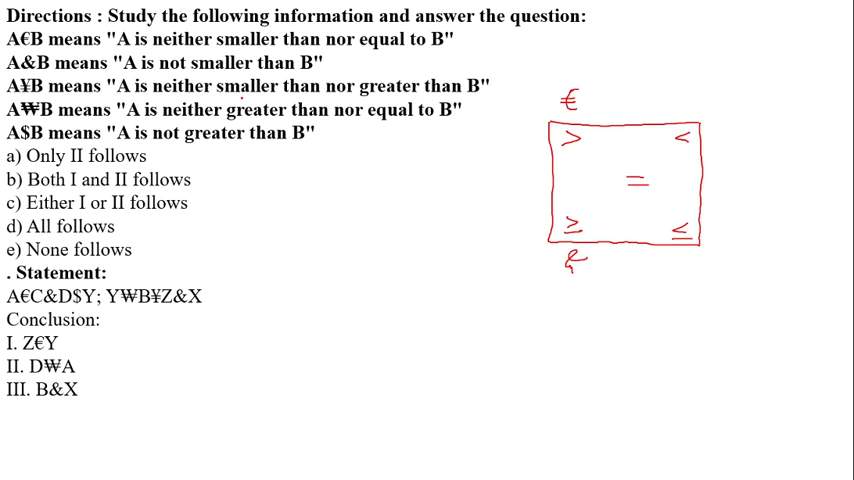 Directions : Study the following information and answer the question:
A€B means "A is neither smaller than nor equal to B"
A&B means "A is not smaller than B"
A¥B means "A is neither smaller than nor greater than B"
A₩B means "A is neither greater than nor equal to B"
A$B means "A is not greater than B"
a) Only II follows
b) Both I and II follows
c) Either I or II follows
d) All follows
e) None follows
. Statement:
A€C&D$Y; Y₩B¥Z&X
Conclusion:
I. Z€Y
II. D₩A
III. B&X
€
> <
=
≥ ≤
&